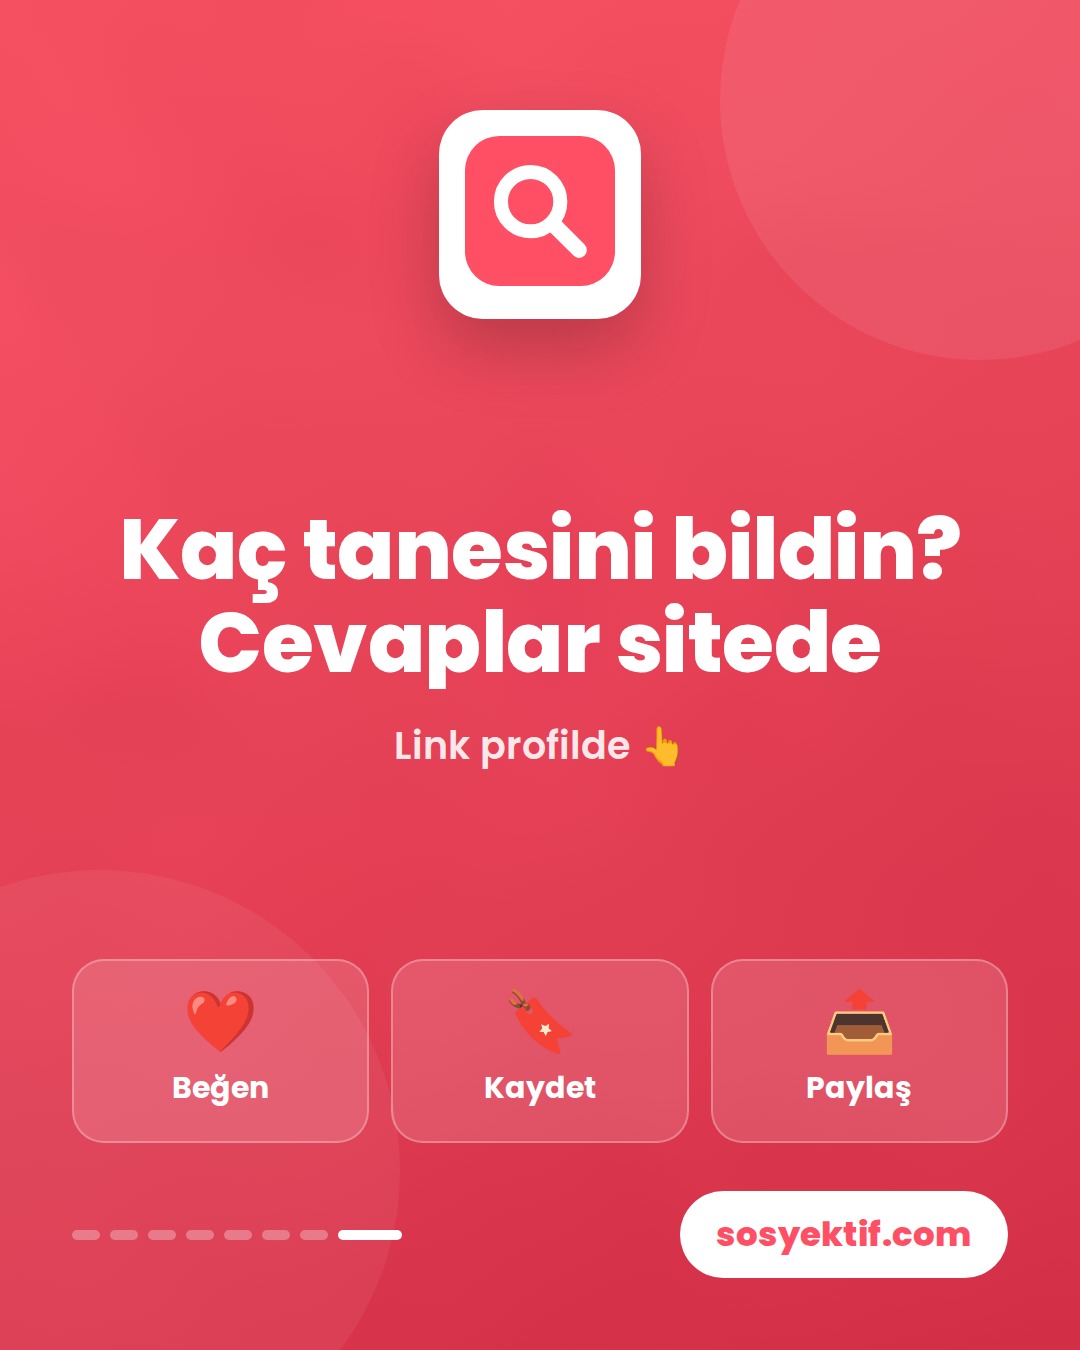 Kaç tanesini bildin?
Cevaplar sitede
Link profilde 👆
Beğen
Kaydet
Paylaş
sosyektif.com